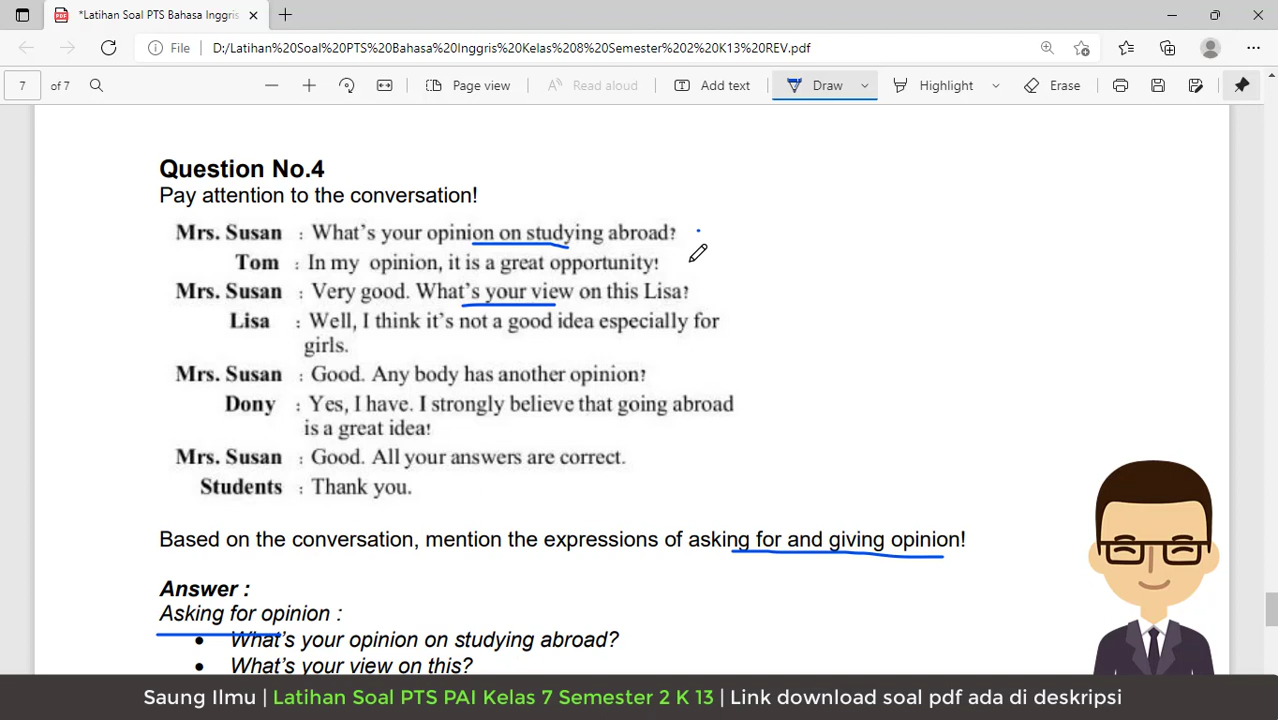 *Latihan Soal PTS Bahasa Inggris
File D:/Latihan%20Soal%20PTS%20Bahasa%20Inggris%20Kelas%208%20Semester%202%20K13%20REV.pdf
7 of 7 Page view Read aloud Add text Draw Highlight Erase
Question No.4
Pay attention to the conversation!
Mrs. Susan : What's your opinion on studying abroad?
Tom : In my opinion, it is a great opportunity!
Mrs. Susan : Very good. What's your view on this Lisa?
Lisa : Well, I think it's not a good idea especially for
girls.
Mrs. Susan : Good. Any body has another opinion?
Dony : Yes, I have. I strongly believe that going abroad
is a great idea!
Mrs. Susan : Good. All your answers are correct.
Students : Thank you.
Based on the conversation, mention the expressions of asking for and giving opinion!
Answer :
Asking for opinion :
• What's your opinion on studying abroad?
• What's your view on this?
Saung Ilmu | Latihan Soal PTS PAI Kelas 7 Semester 2 K 13 | Link download soal pdf ada di deskripsi